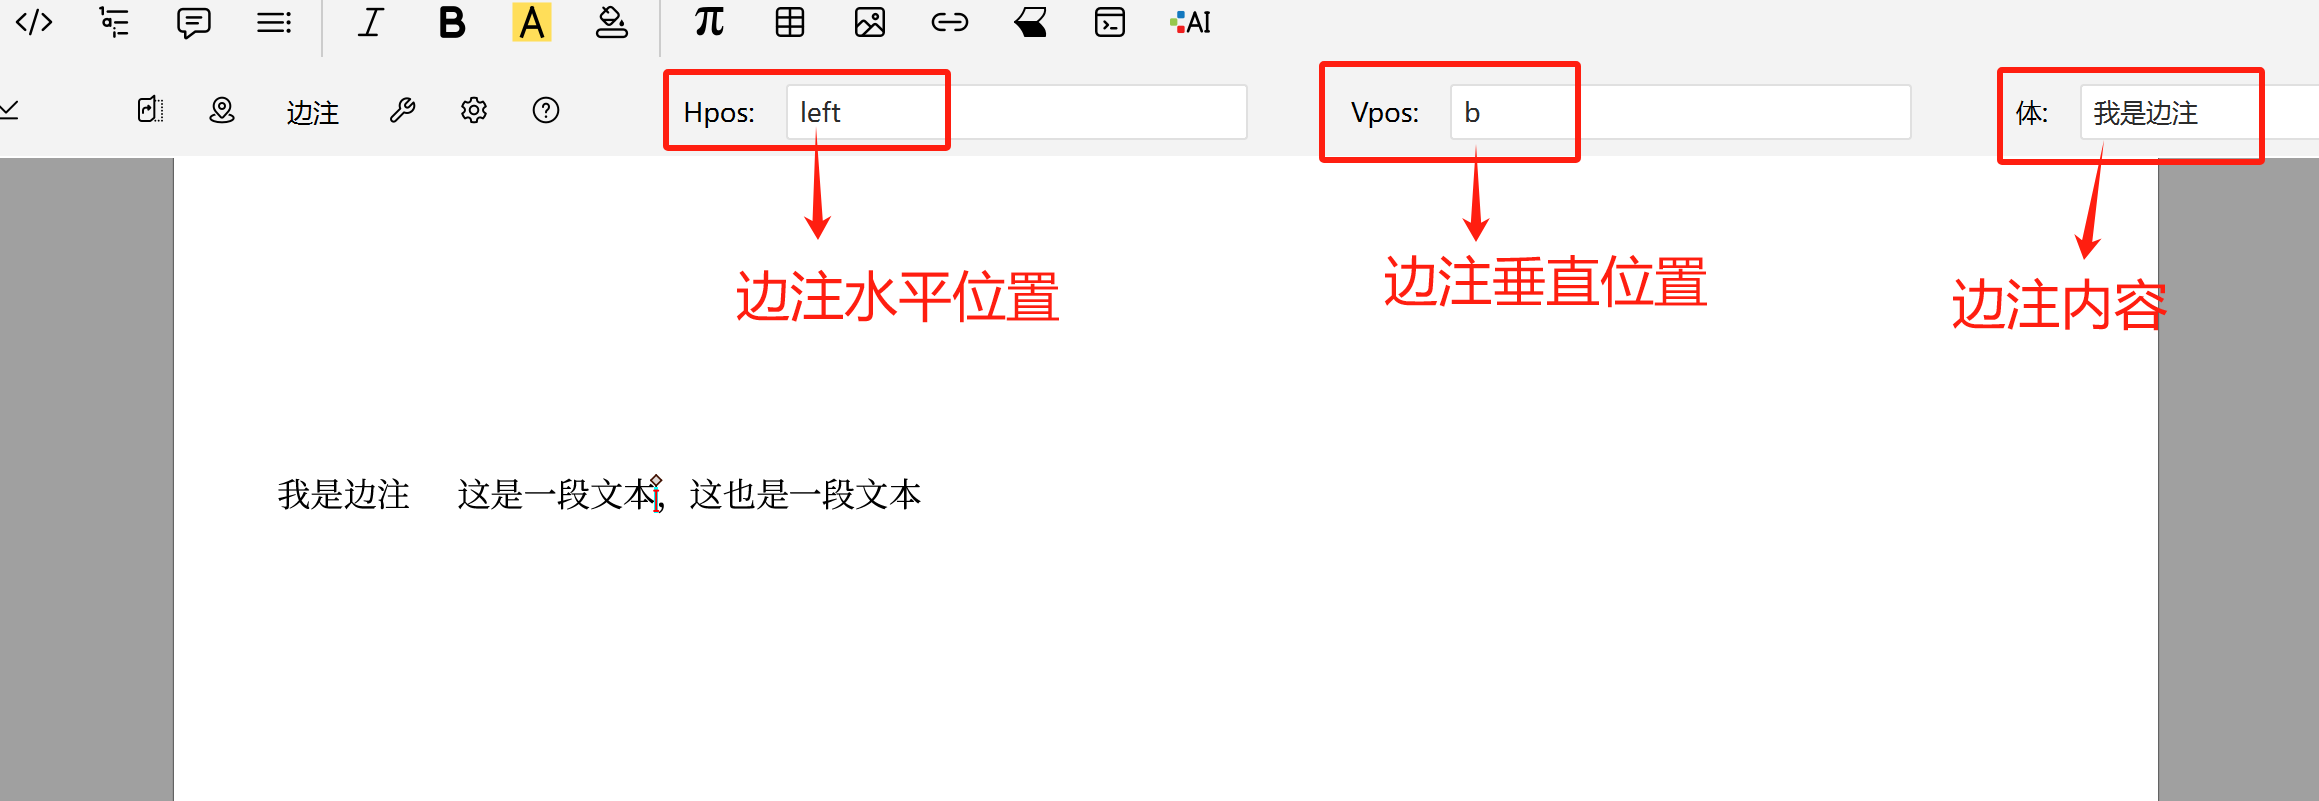 </> I B A π AI
边注 Hpos: left Vpos: b 体: 我是边注
边注水平位置 边注垂直位置 边注内容
我是边注 这是一段文本，这也是一段文本